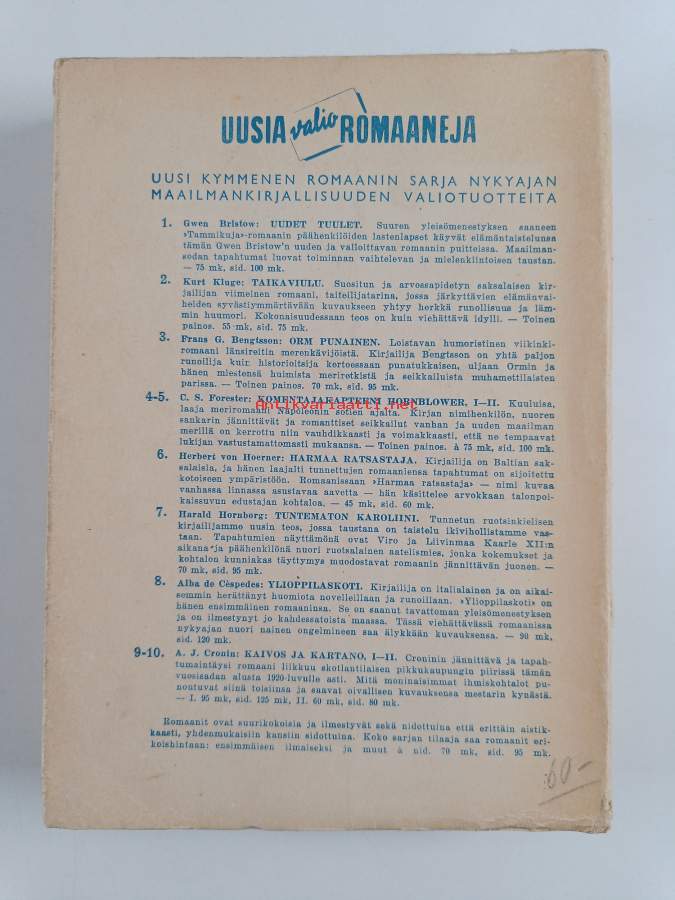 UUSIA valio ROMAANEJA
UUSI KYMMENEN ROMAANIN SARJA NYKYAJAN
MAAILMANKIRJALLISUUDEN VALIOTUOTTEITA
1. Gwen Bristow: UUDET TUULET. Suuren yleisömenestyksen saaneen
»Tammikuja»-romaanin päähenkilöiden lastenlapset käyvät elämäntaistelunsa
tämän Gwen Bristow'n uuden ja valloittavan romaanin puitteissa. Maailman-
sodan tapahtumat luovat toiminnan vaihtelevan ja mielenkiintoisen taustan.
— 75 mk, sid. 100 mk.
2. Kurt Kluge: TAIKAVIULU. Suositun ja arvossapidetyn saksalaisen kir-
jailijan viimeinen romaani, taiteilijatarina, jossa järkyttävien elämänvai-
heiden syvästiymmärtävään kuvaukseen yhtyy herkkä runollisuus ja läm-
min huumori. Kokonaisuudessaan teos on kuin viehättävä idylli. — Toinen
painos. 55 mk, sid. 75 mk.
3. Frans G. Bengtsson: ORM PUNAINEN. Loistavan humoristinen viikinki-
romaani länsireitin merenkävijöistä. Kirjailija Bengtsson on yhtä paljon
runoilija kuin historioitsija kertoessaan punatukkaisen, uljaan Ormin ja
hänen miestensä hulmista meriretkistä ja seikkailuista muhamettilaisten
parissa. — Toinen painos. 70 mk, sid. 95 mk.
4-5. C. S. Forester: KOMENTAJAKAPTEENI HORNBLOWER, I—II. Kuuluisa,
Antikvariaatti.net
laaja meriromaani Napoleonin sotien ajalta. Kirjan nimihenkilön, nuoren
sankarin jännittävät ja romanttiset seikkailut vanhan ja uuden maailman
merillä on kerrottu niin vauhdikkaasti ja voimakkaasti, että ne tempaavat
lukijan vastustamattomasti mukaansa. — Toinen painos. à 75 mk, sid. 100 mk.
6. Herbert von Hoerner: HARMAA RATSASTAJA. Kirjailija on Baltian sak-
salaisia, ja hänen laajalti tunnettujen romaaniensa tapahtumat on sijoitettu
kotoiseen ympäristöön. Romaanissaan »Harmaa ratsastaja» — nimi kuvaa
vanhassa linnassa asustavaa aavetta — hän käsittelee arvokkaan talonpoi-
kaissuvun edustajan kohtaloa. — 45 mk, sid. 60 mk.
7. Harald Hornborg: TUNTEMATON KAROLIINI. Tunnetun ruotsinkielisen
kirjailijamme uusin teos, jossa taustana on taistelu ikivihollistamme vas-
taan. Tapahtumien näyttämönä ovat Viro ja Liivinmaa Kaarle XII:n
aikana ja päähenkilönä nuori ruotsalainen aatelismies, jonka kokemukset ja
kohtalon kunniakas täyttymys muodostavat romaanin jännittävän juonen. —
70 mk, sid. 95 mk.
8. Alba de Cèspedes: YLIOPPILASKOTI. Kirjailija on italialainen ja on aikai-
semmin herättänyt huomiota novelleillaan ja runoillaan. »Ylioppilaskoti» on
hänen ensimmäinen romaaninsa. Se on saanut tavattoman yleisömenestyksen
ja on ilmestynyt jo kahdessatoista maassa. Tässä viehättävässä romaanissa
nykyajan nuori nainen ongelmineen saa älykkään kuvauksensa. — 90 mk,
sid. 120 mk.
9-10. A. J. Cronin: KAIVOS JA KARTANO, I—II. Croninin jännittävä ja tapah-
tumaintäysi romaani liikkuu skotlantilaisen pikkukaupungin piirissä tämän
vuosisadan alusta 1920-luvulle asti. Mitä moninaisimmat ihmiskohtalot pu-
noutuvat siinä toisiinsa ja saavat oivallisen kuvauksensa mestarin kynästä.
— I. 95 mk, sid. 125 mk, II. 60 mk, sid. 80 mk.
Romaanit ovat suurikokoisia ja ilmestyvät sekä nidottuina että erittäin aistik-
kaasti, yhdenmukaisiin kansiin sidottuina. Koko sarjan tilaaja saa romaanit eri-
koishintaan: ensimmäisen ilmaiseksi ja muut à nid. 70 mk, sid. 95 mk.
60-